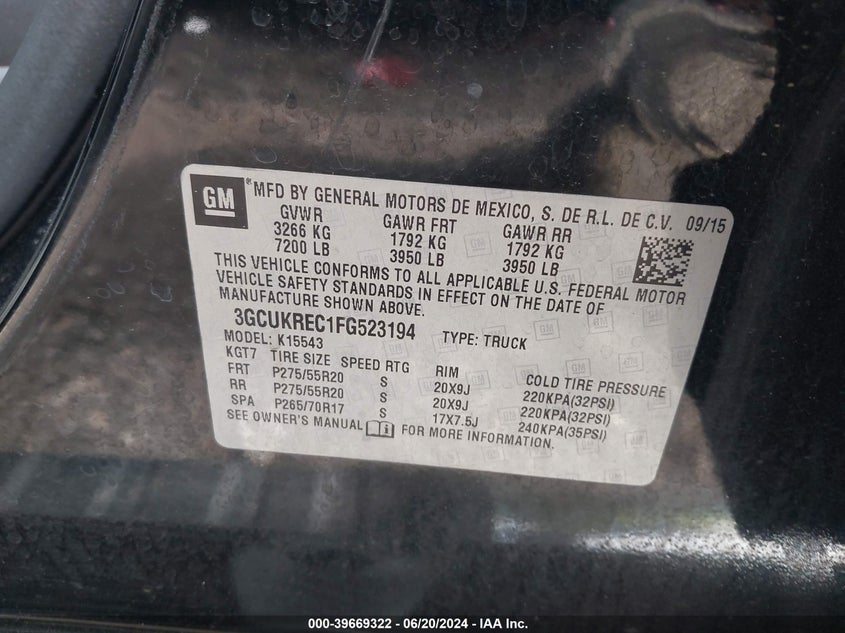 GM ® MFD BY GENERAL MOTORS DE MEXICO, S. DE R.L. DE C.V. 09/15
GVWR GAWR FRT GAWR RR
3266 KG 1792 KG 1792 KG
7200 LB 3950 LB 3950 LB
THIS VEHICLE CONFORMS TO ALL APPLICABLE U.S. FEDERAL MOTOR
VEHICLE SAFETY STANDARDS IN EFFECT ON THE DATE OF
MANUFACTURE SHOWN ABOVE.
3GCUKREC1FG523194 TYPE: TRUCK
MODEL: K15543
KGT7 TIRE SIZE SPEED RTG RIM COLD TIRE PRESSURE
FRT P275/55R20 S 20X9J 220KPA(32PSI)
RR P275/55R20 S 20X9J 220KPA(32PSI)
SPA P265/70R17 S 17X7.5J 240KPA(35PSI)
SEE OWNER'S MANUAL i FOR MORE INFORMATION.
000-39669322 - 06/20/2024 - IAA Inc.